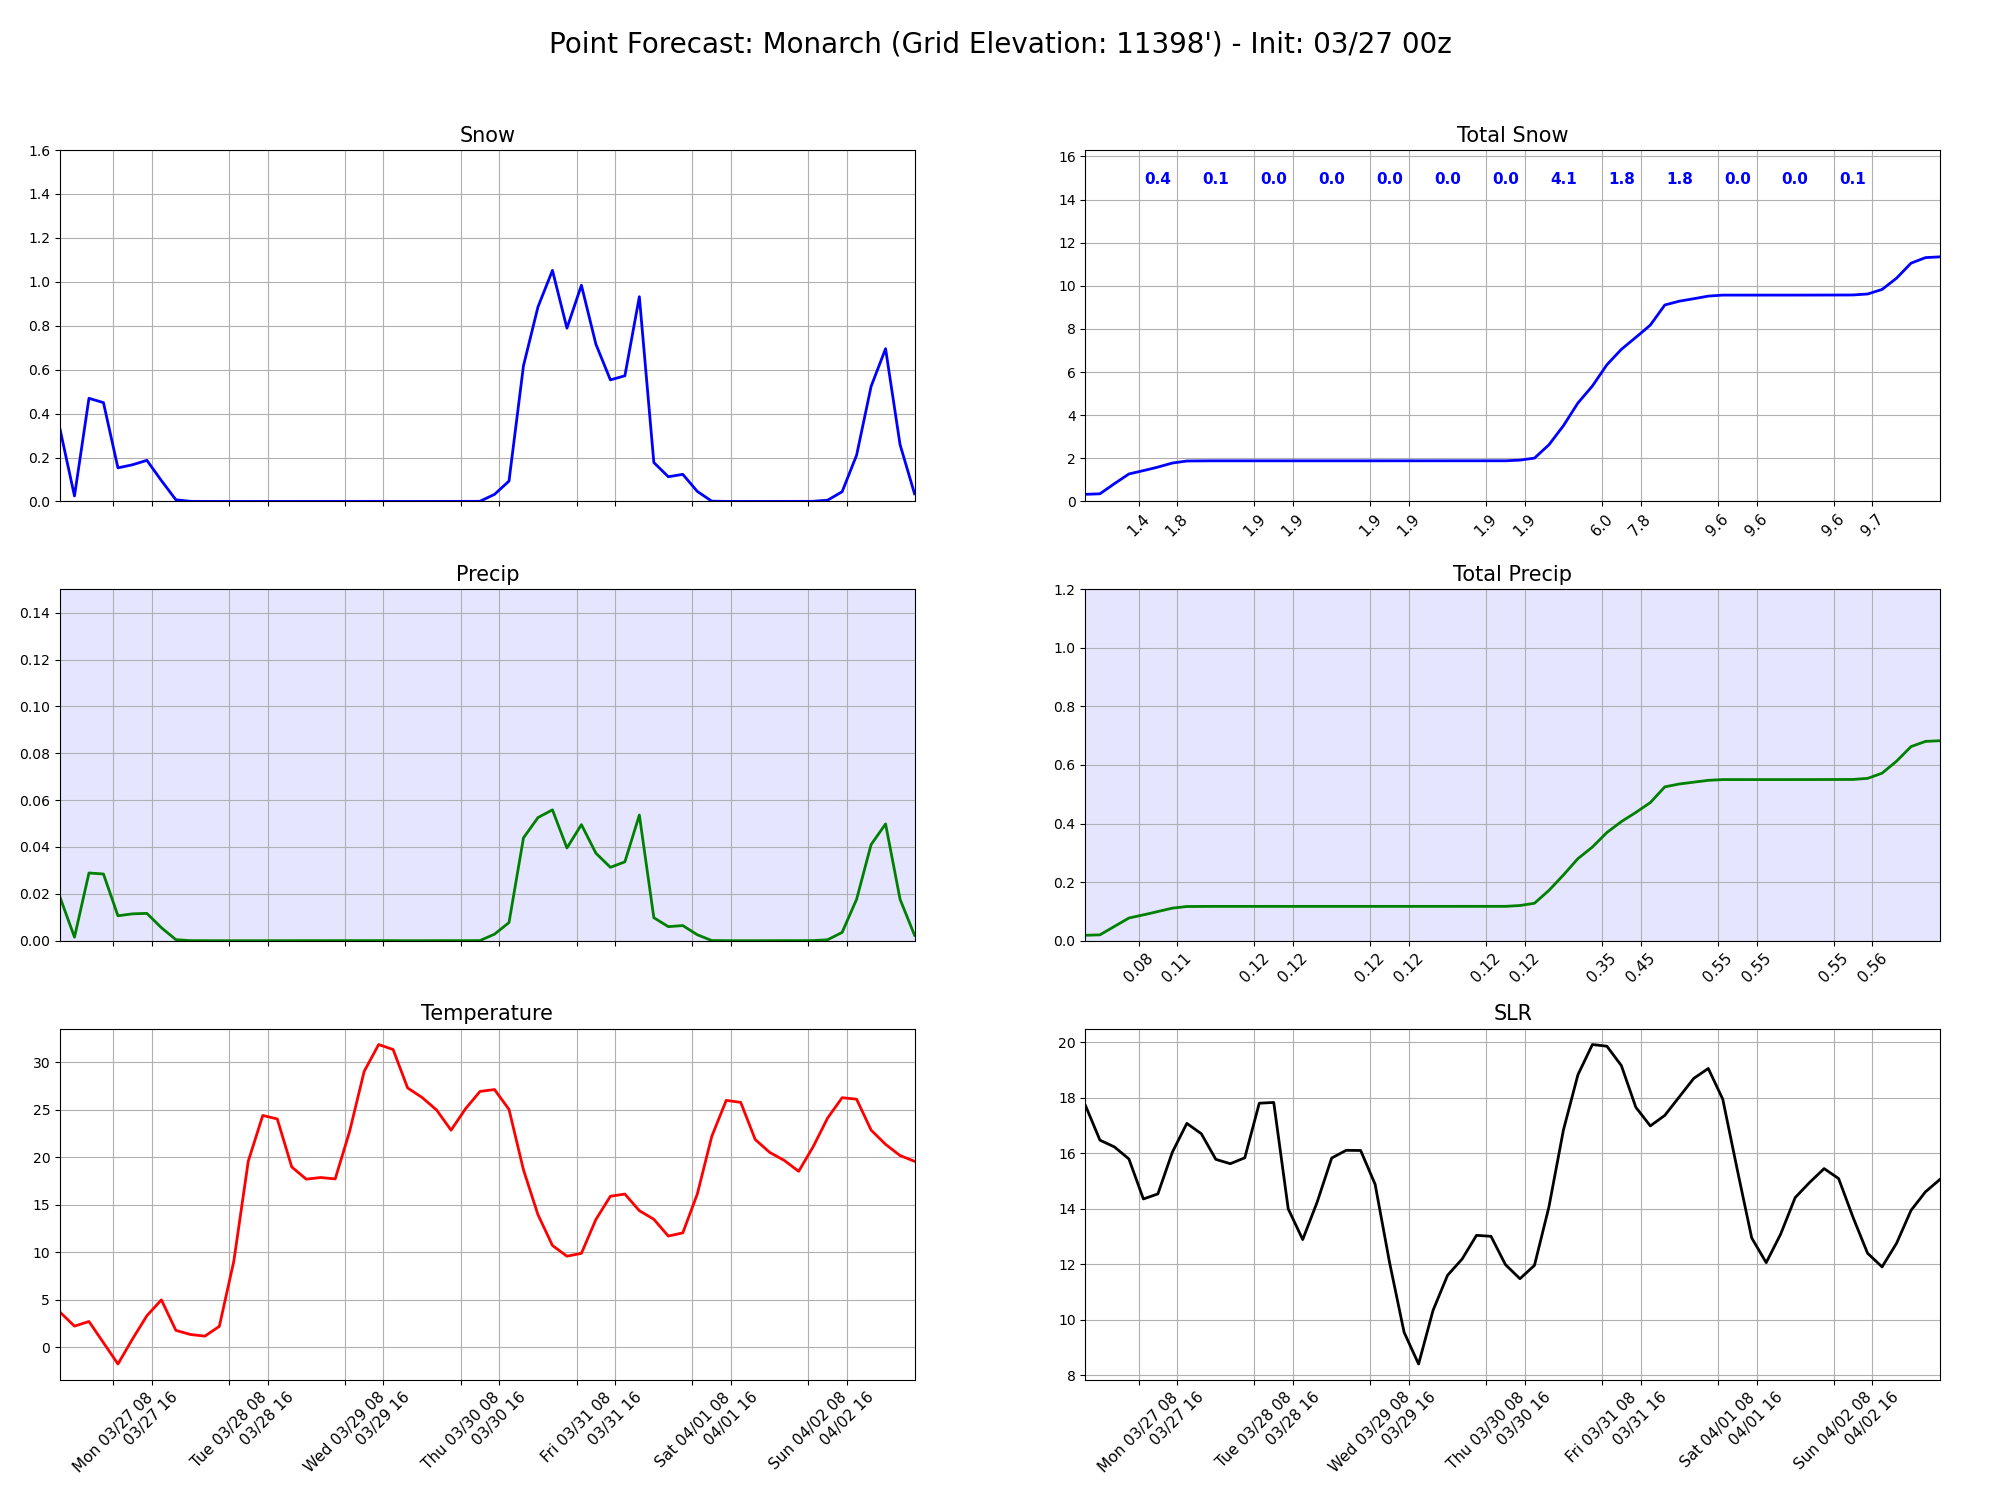 Point Forecast: Monarch (Grid Elevation: 11398') - Init: 03/27 00z
Snow
1.6
1.4
1.2
1.0
0.8
0.6
0.4
0.2
0.0
Total Snow
16
14
12
10
8
6
4
2
0
0.4 0.1 0.0 0.0 0.0 0.0 0.0 4.1 1.8 1.8 0.0 0.0 0.1
1.4 1.8 1.9 1.9 1.9 1.9 1.9 1.9 6.0 7.8 9.6 9.6 9.6 9.7
Precip
0.14
0.12
0.10
0.08
0.06
0.04
0.02
0.00
Total Precip
1.2
1.0
0.8
0.6
0.4
0.2
0.0
0.08 0.11 0.12 0.12 0.12 0.12 0.12 0.12 0.35 0.45 0.55 0.55 0.55 0.56
Temperature
30
25
20
15
10
5
0
Mon 03/27 08
03/27 16
Tue 03/28 08
03/28 16
Wed 03/29 08
03/29 16
Thu 03/30 08
03/30 16
Fri 03/31 08
03/31 16
Sat 04/01 08
04/01 16
Sun 04/02 08
04/02 16
SLR
20
18
16
14
12
10
8
Mon 03/27 08
03/27 16
Tue 03/28 08
03/28 16
Wed 03/29 08
03/29 16
Thu 03/30 08
03/30 16
Fri 03/31 08
03/31 16
Sat 04/01 08
04/01 16
Sun 04/02 08
04/02 16